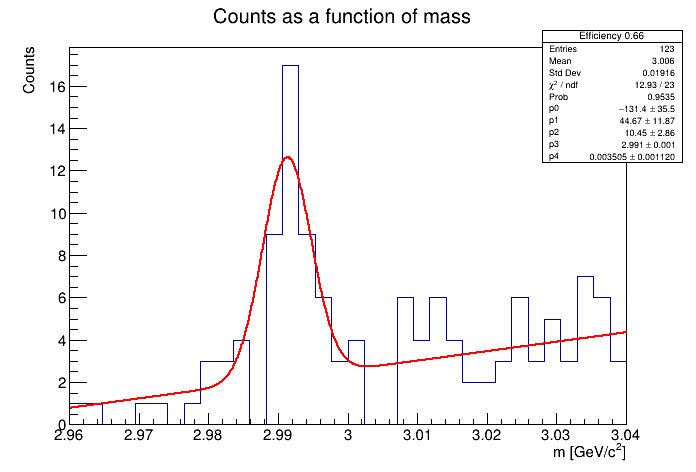 Counts as a function of mass
Efficiency 0.66
Entries 123
Mean 3.006
Std Dev 0.01916
χ² / ndf 12.93 / 23
Prob 0.9535
p0 −131.4 ± 35.5
p1 44.67 ± 11.87
p2 10.45 ± 2.86
p3 2.991 ± 0.001
p4 0.003505 ± 0.001120
Counts
16
14
12
10
8
6
4
2
0
2.96 2.97 2.98 2.99 3 3.01 3.02 3.03 3.04
m [GeV/c²]